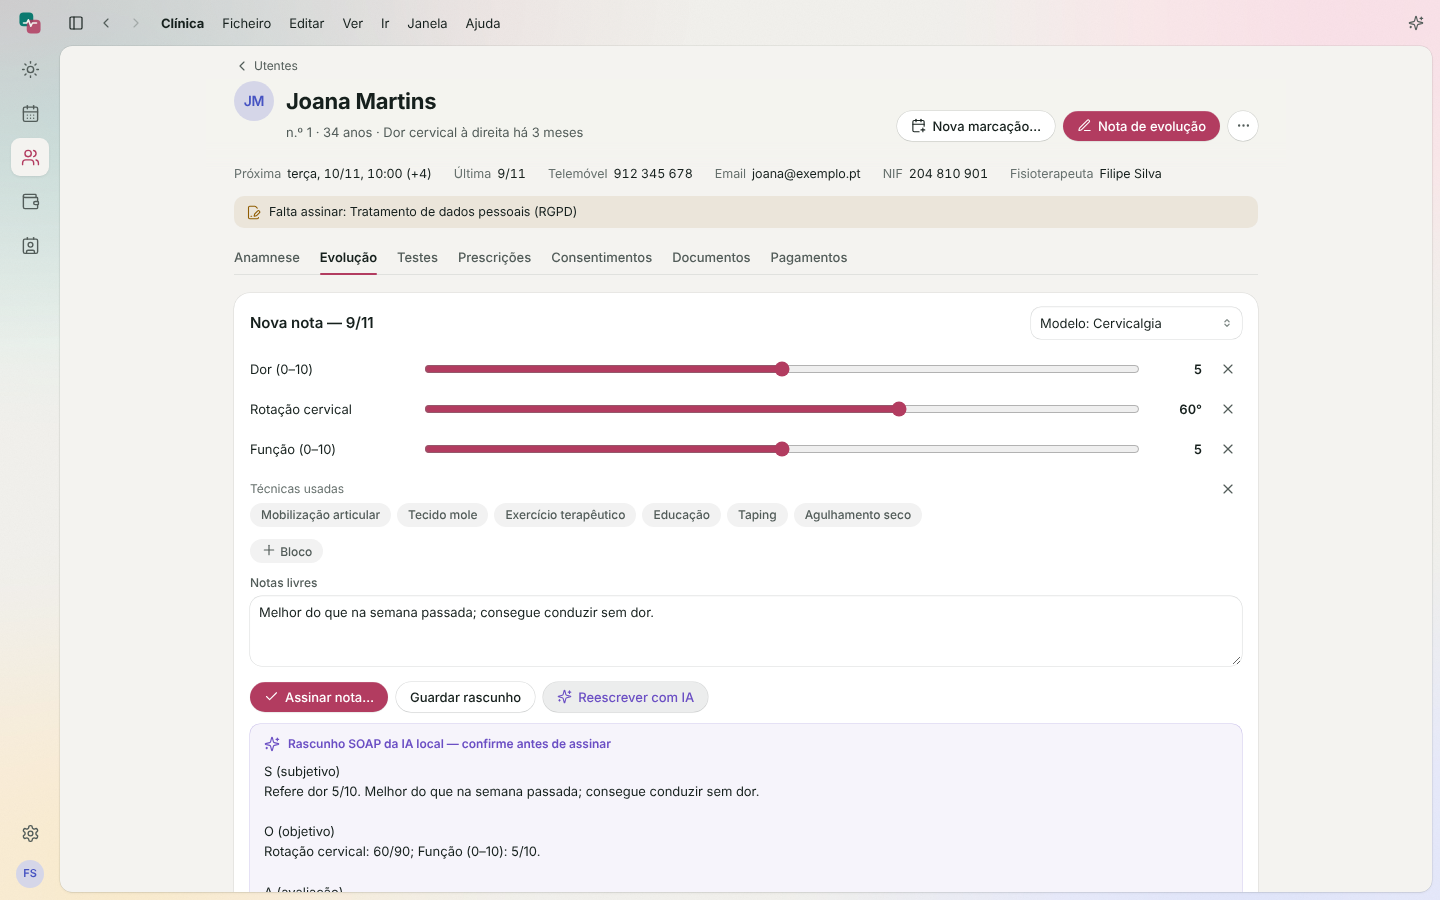 Clínica Ficheiro Editar Ver Ir Janela Ajuda
Utentes
JM
Joana Martins
n.º 1 · 34 anos · Dor cervical à direita há 3 meses
Nova marcação...
Nota de evolução
Próxima terça, 10/11, 10:00 (+4) Última 9/11 Telemóvel 912 345 678 Email joana@exemplo.pt NIF 204 810 901 Fisioterapeuta Filipe Silva
Falta assinar: Tratamento de dados pessoais (RGPD)
Anamnese Evolução Testes Prescrições Consentimentos Documentos Pagamentos
Nova nota — 9/11
Modelo: Cervicalgia
Dor (0–10) 5
Rotação cervical 60°
Função (0–10) 5
Técnicas usadas
Mobilização articular Tecido mole Exercício terapêutico Educação Taping Agulhamento seco
Bloco
Notas livres
Melhor do que na semana passada; consegue conduzir sem dor.
Assinar nota... Guardar rascunho Reescrever com IA
Rascunho SOAP da IA local — confirme antes de assinar
S (subjetivo)
Refere dor 5/10. Melhor do que na semana passada; consegue conduzir sem dor.
O (objetivo)
Rotação cervical: 60/90; Função (0–10): 5/10.
A (avaliação)
FS